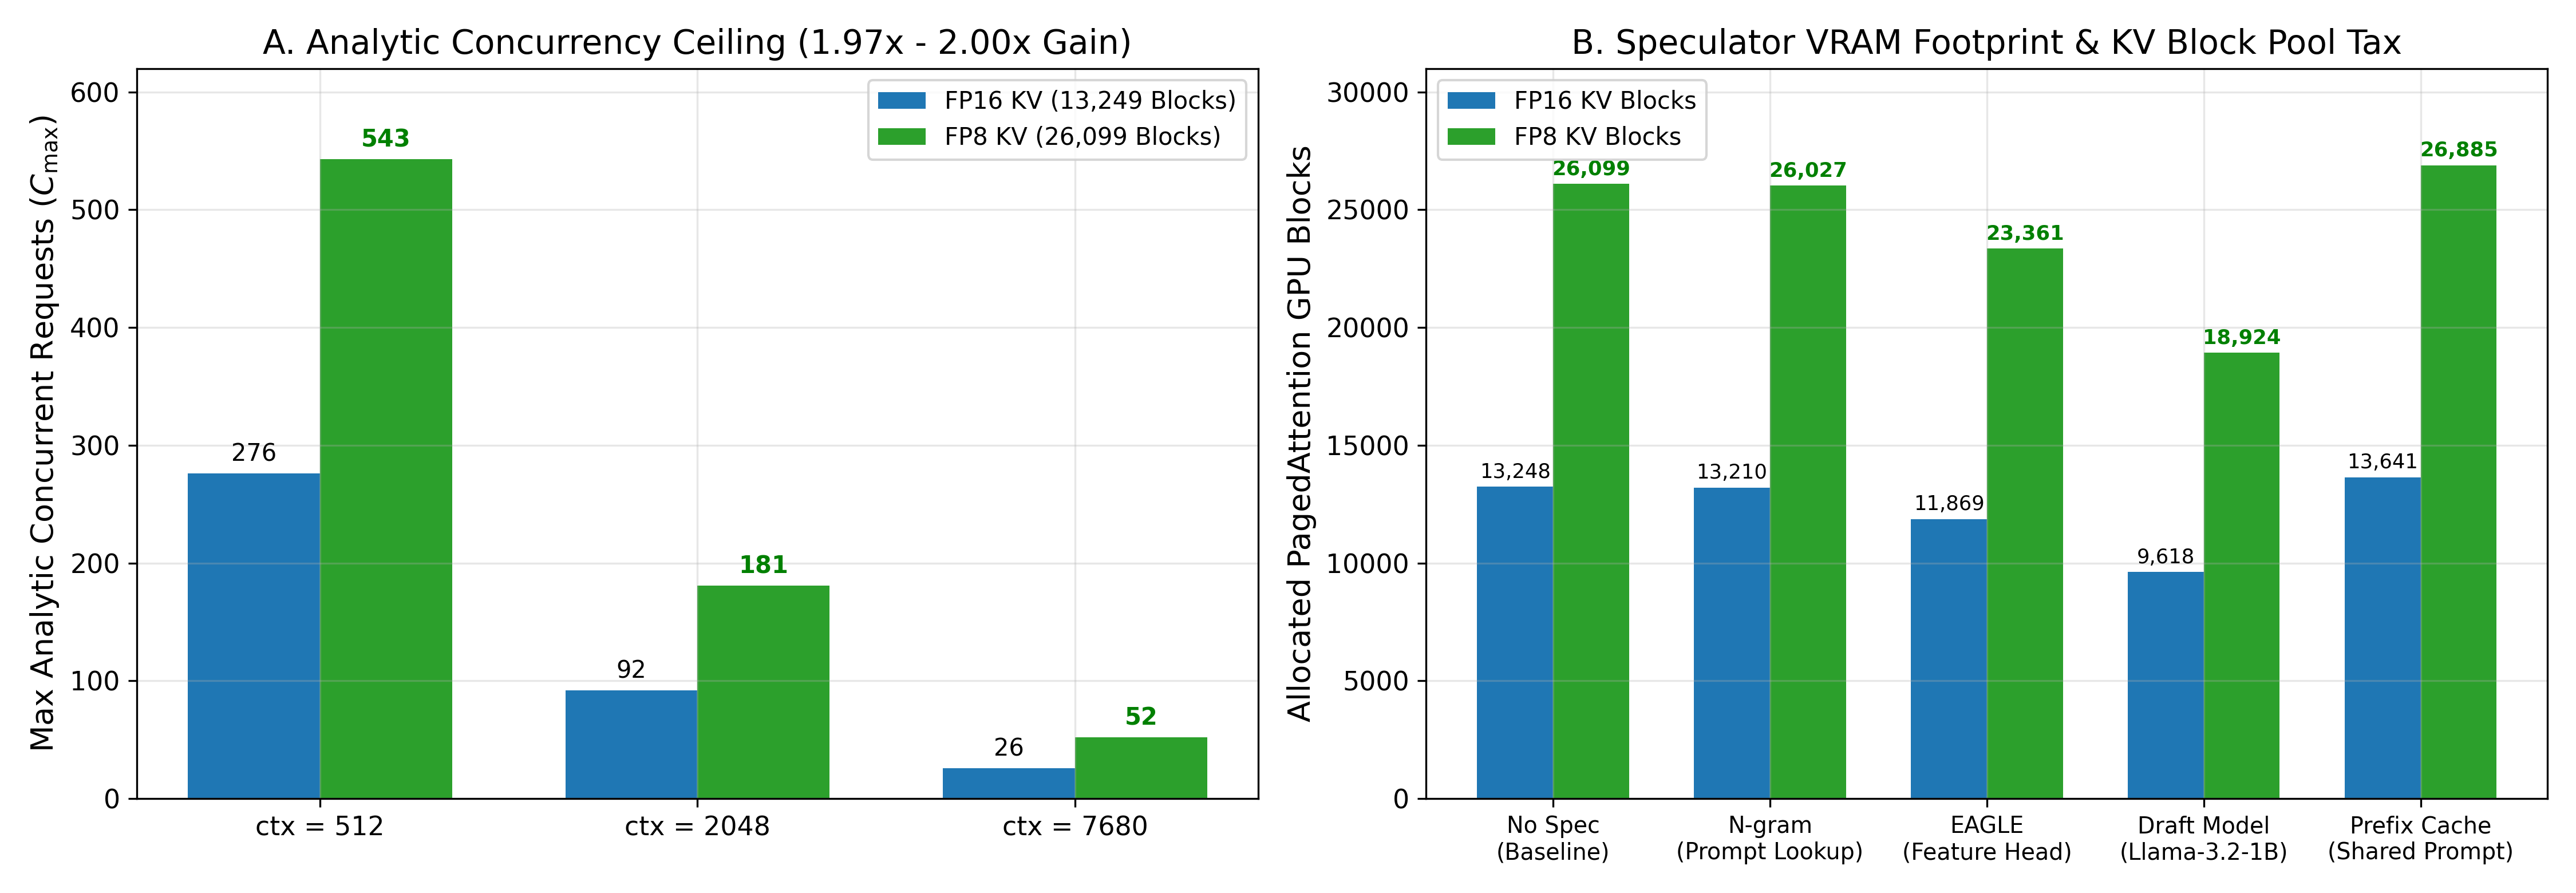 A. Analytic Concurrency Ceiling (1.97x - 2.00x Gain)
Max Analytic Concurrent Requests (Cmax)
600
500
400
300
200
100
0
FP16 KV (13,249 Blocks)
FP8 KV (26,099 Blocks)
276
543
92
181
26
52
ctx = 512
ctx = 2048
ctx = 7680
B. Speculator VRAM Footprint & KV Block Pool Tax
Allocated PagedAttention GPU Blocks
30000
25000
20000
15000
10000
5000
0
FP16 KV Blocks
FP8 KV Blocks
13,248
26,099
13,210
26,027
11,869
23,361
9,618
18,924
13,641
26,885
No Spec
(Baseline)
N-gram
(Prompt Lookup)
EAGLE
(Feature Head)
Draft Model
(Llama-3.2-1B)
Prefix Cache
(Shared Prompt)